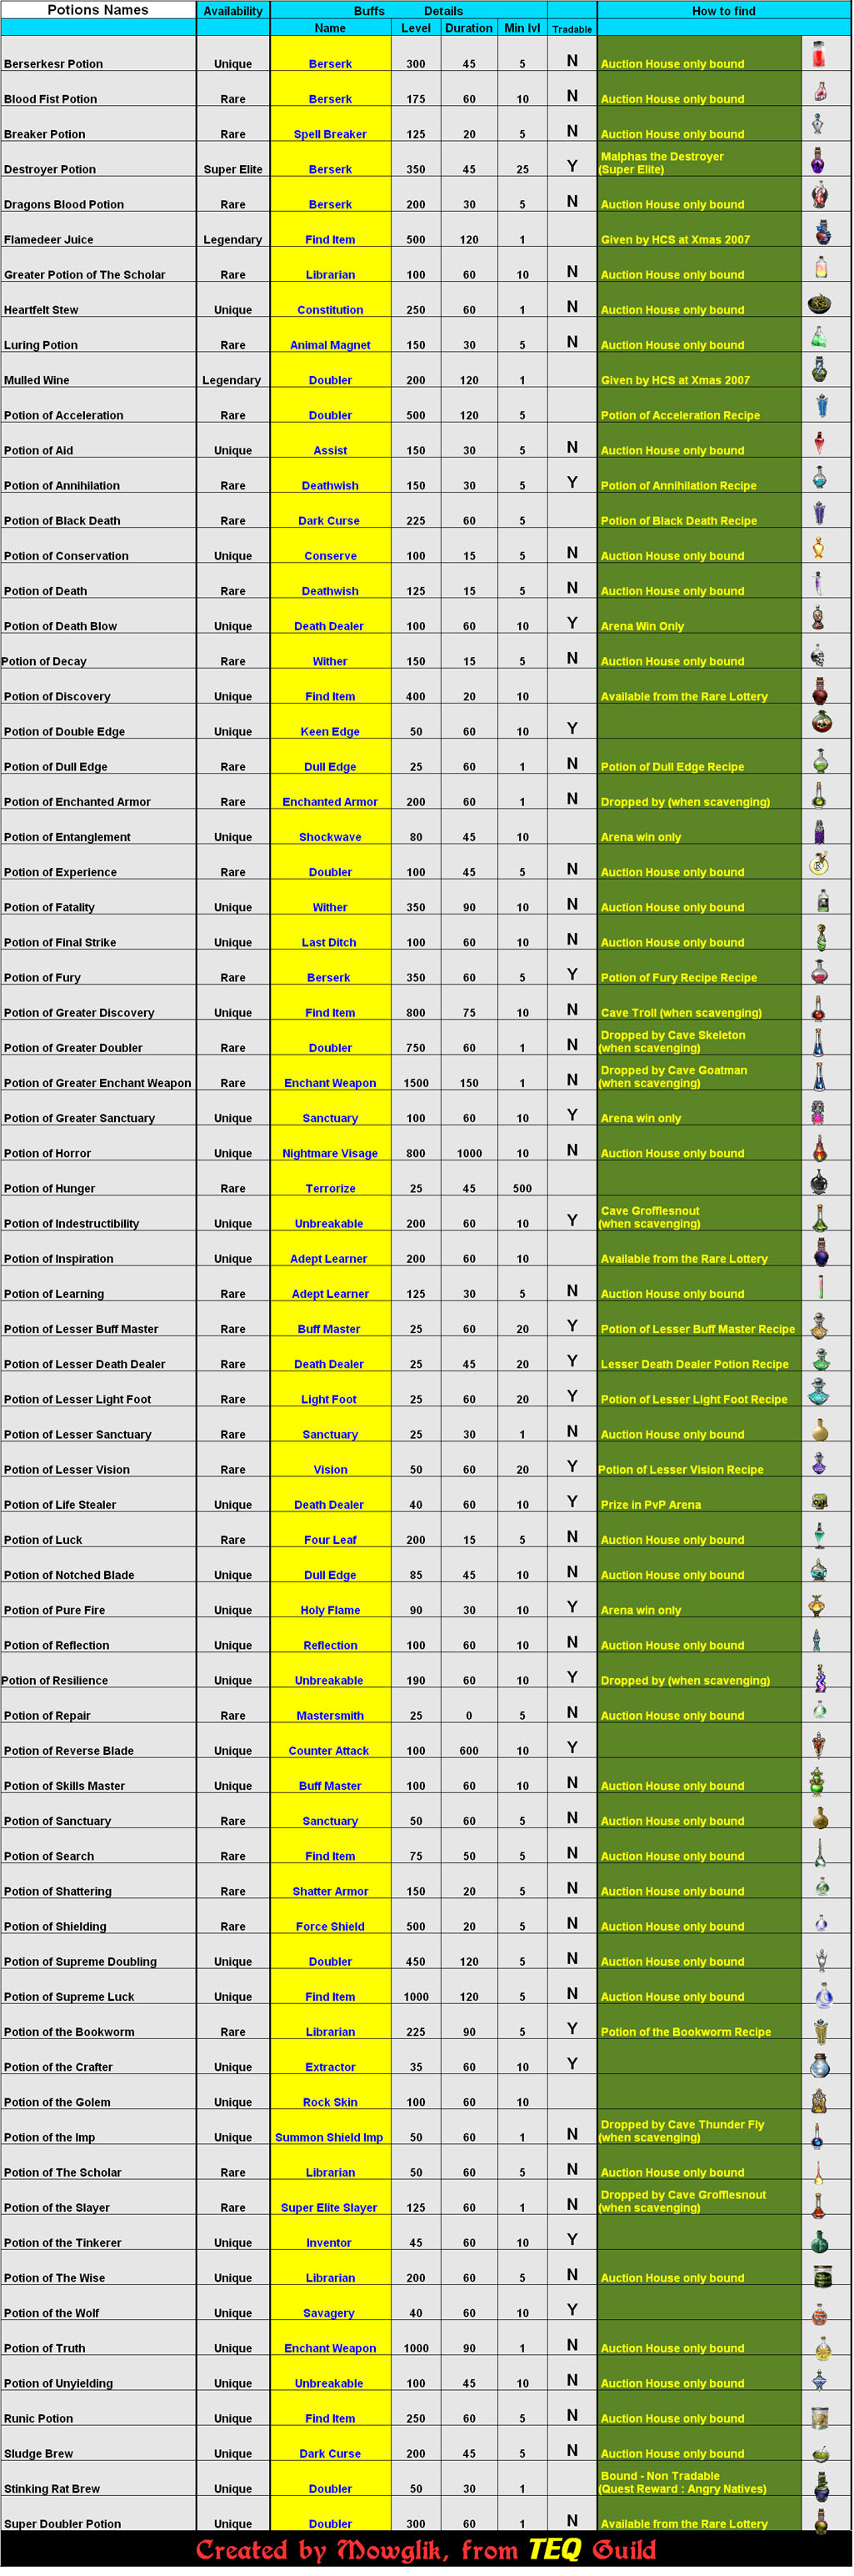 Potions Names Availability Buffs Details How to find
Name Level Duration Min lvl Tradable
Berserkesr Potion Unique Berserk 300 45 5 N Auction House only bound
Blood Fist Potion Rare Berserk 175 60 10 N Auction House only bound
Breaker Potion Rare Spell Breaker 125 20 5 N Auction House only bound
Destroyer Potion Super Elite Berserk 350 45 25 Y Malphas the Destroyer
(Super Elite)
Dragons Blood Potion Rare Berserk 200 30 5 N Auction House only bound
Flamedeer Juice Legendary Find Item 500 120 1 Given by HCS at Xmas 2007
Greater Potion of The Scholar Rare Librarian 100 60 10 N Auction House only bound
Heartfelt Stew Unique Constitution 250 60 1 N Auction House only bound
Luring Potion Rare Animal Magnet 150 30 5 N Auction House only bound
Mulled Wine Legendary Doubler 200 120 1 Given by HCS at Xmas 2007
Potion of Acceleration Rare Doubler 500 120 5 Potion of Acceleration Recipe
Potion of Aid Unique Assist 150 30 5 N Auction House only bound
Potion of Annihilation Rare Deathwish 150 30 5 Y Potion of Annihilation Recipe
Potion of Black Death Rare Dark Curse 225 60 5 Potion of Black Death Recipe
Potion of Conservation Unique Conserve 100 15 5 N Auction House only bound
Potion of Death Rare Deathwish 125 15 5 N Auction House only bound
Potion of Death Blow Unique Death Dealer 100 60 10 Y Arena Win Only
Potion of Decay Rare Wither 150 15 5 N Auction House only bound
Potion of Discovery Unique Find Item 400 20 10 Available from the Rare Lottery
Potion of Double Edge Unique Keen Edge 50 60 10 Y
Potion of Dull Edge Rare Dull Edge 25 60 1 N Potion of Dull Edge Recipe
Potion of Enchanted Armor Rare Enchanted Armor 200 60 1 N Dropped by (when scavenging)
Potion of Entanglement Unique Shockwave 80 45 10 Arena win only
Potion of Experience Rare Doubler 100 45 5 N Auction House only bound
Potion of Fatality Unique Wither 350 90 10 N Auction House only bound
Potion of Final Strike Unique Last Ditch 100 60 10 N Auction House only bound
Potion of Fury Rare Berserk 350 60 5 Y Potion of Fury Recipe Recipe
Potion of Greater Discovery Unique Find Item 800 75 10 N Cave Troll (when scavenging)
Potion of Greater Doubler Rare Doubler 750 60 1 N Dropped by Cave Skeleton
(when scavenging)
Potion of Greater Enchant Weapon Rare Enchant Weapon 1500 150 1 N Dropped by Cave Goatman
(when scavenging)
Potion of Greater Sanctuary Unique Sanctuary 100 60 10 Y Arena win only
Potion of Horror Unique Nightmare Visage 800 1000 10 N Auction House only bound
Potion of Hunger Rare Terrorize 25 45 500
Potion of Indestructibility Unique Unbreakable 200 60 10 Y Cave Grofflesnout
(when scavenging)
Potion of Inspiration Unique Adept Learner 200 60 10 Available from the Rare Lottery
Potion of Learning Rare Adept Learner 125 30 5 N Auction House only bound
Potion of Lesser Buff Master Rare Buff Master 25 60 20 Y Potion of Lesser Buff Master Recipe
Potion of Lesser Death Dealer Rare Death Dealer 25 45 20 Y Lesser Death Dealer Potion Recipe
Potion of Lesser Light Foot Rare Light Foot 25 60 20 Y Potion of Lesser Light Foot Recipe
Potion of Lesser Sanctuary Rare Sanctuary 25 30 1 N Auction House only bound
Potion of Lesser Vision Rare Vision 50 60 20 Y Potion of Lesser Vision Recipe
Potion of Life Stealer Unique Death Dealer 40 60 10 Y Prize in PvP Arena
Potion of Luck Rare Four Leaf 200 15 5 N Auction House only bound
Potion of Notched Blade Unique Dull Edge 85 45 10 N Auction House only bound
Potion of Pure Fire Unique Holy Flame 90 30 10 Y Arena win only
Potion of Reflection Unique Reflection 100 60 10 N Auction House only bound
Potion of Resilience Unique Unbreakable 190 60 10 Y Dropped by (when scavenging)
Potion of Repair Rare Mastersmith 25 0 5 N Auction House only bound
Potion of Reverse Blade Unique Counter Attack 100 600 10 Y
Potion of Skills Master Unique Buff Master 100 60 10 N Auction House only bound
Potion of Sanctuary Rare Sanctuary 50 60 5 N Auction House only bound
Potion of Search Rare Find Item 75 50 5 N Auction House only bound
Potion of Shattering Rare Shatter Armor 150 20 5 N Auction House only bound
Potion of Shielding Rare Force Shield 500 20 5 N Auction House only bound
Potion of Supreme Doubling Unique Doubler 450 120 5 N Auction House only bound
Potion of Supreme Luck Unique Find Item 1000 120 5 N Auction House only bound
Potion of the Bookworm Rare Librarian 225 90 5 Y Potion of the Bookworm Recipe
Potion of the Crafter Unique Extractor 35 60 10 Y
Potion of the Golem Unique Rock Skin 100 60 10
Potion of the Imp Unique Summon Shield Imp 50 60 1 N Dropped by Cave Thunder Fly
(when scavenging)
Potion of The Scholar Rare Librarian 50 60 5 N Auction House only bound
Potion of the Slayer Rare Super Elite Slayer 125 60 1 N Dropped by Cave Grofflesnout
(when scavenging)
Potion of the Tinkerer Unique Inventor 45 60 10 Y
Potion of The Wise Unique Librarian 200 60 5 N Auction House only bound
Potion of the Wolf Unique Savagery 40 60 10 Y
Potion of Truth Unique Enchant Weapon 1000 90 1 N Auction House only bound
Potion of Unyielding Unique Unbreakable 100 45 10 N Auction House only bound
Runic Potion Unique Find Item 250 60 5 N Auction House only bound
Sludge Brew Unique Dark Curse 200 45 5 N Auction House only bound
Stinking Rat Brew Unique Doubler 50 30 1 Bound - Non Tradable
(Quest Reward : Angry Natives)
Super Doubler Potion Unique Doubler 300 60 1 N Available from the Rare Lottery
Created by Mowglik, from TEQ Guild